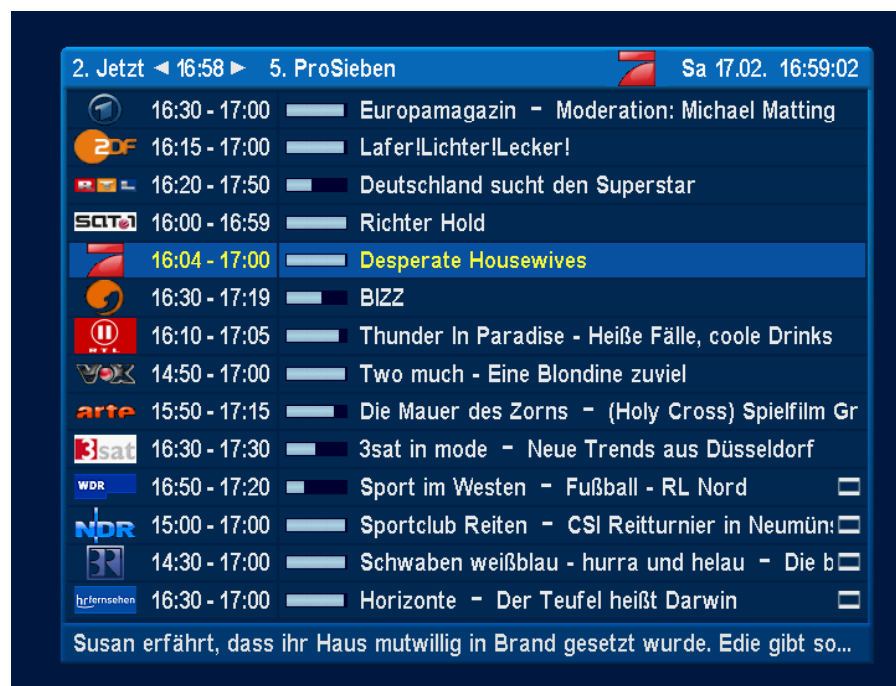 2. Jetzt ◄ 16:58 ► 5. ProSieben Sa 17.02. 16:59:02
16:30 - 17:00 Europamagazin - Moderation: Michael Matting
ZDF 16:15 - 17:00 Lafer!Lichter!Lecker!
RTL 16:20 - 17:50 Deutschland sucht den Superstar
SAT1 16:00 - 16:59 Richter Hold
16:04 - 17:00 Desperate Housewives
16:30 - 17:19 BIZZ
II RTL 16:10 - 17:05 Thunder In Paradise - Heiße Fälle, coole Drinks
VOX 14:50 - 17:00 Two much - Eine Blondine zuviel
arte 15:50 - 17:15 Die Mauer des Zorns - (Holy Cross) Spielfilm Gr
3sat 16:30 - 17:30 3sat in mode - Neue Trends aus Düsseldorf
WDR 16:50 - 17:20 Sport im Westen - Fußball - RL Nord
NDR 15:00 - 17:00 Sportclub Reiten - CSI Reitturnier in Neumün
BR 14:30 - 17:00 Schwaben weißblau - hurra und helau - Die b
hr fernsehen 16:30 - 17:00 Horizonte - Der Teufel heißt Darwin
Susan erfährt, dass ihr Haus mutwillig in Brand gesetzt wurde. Edie gibt so...